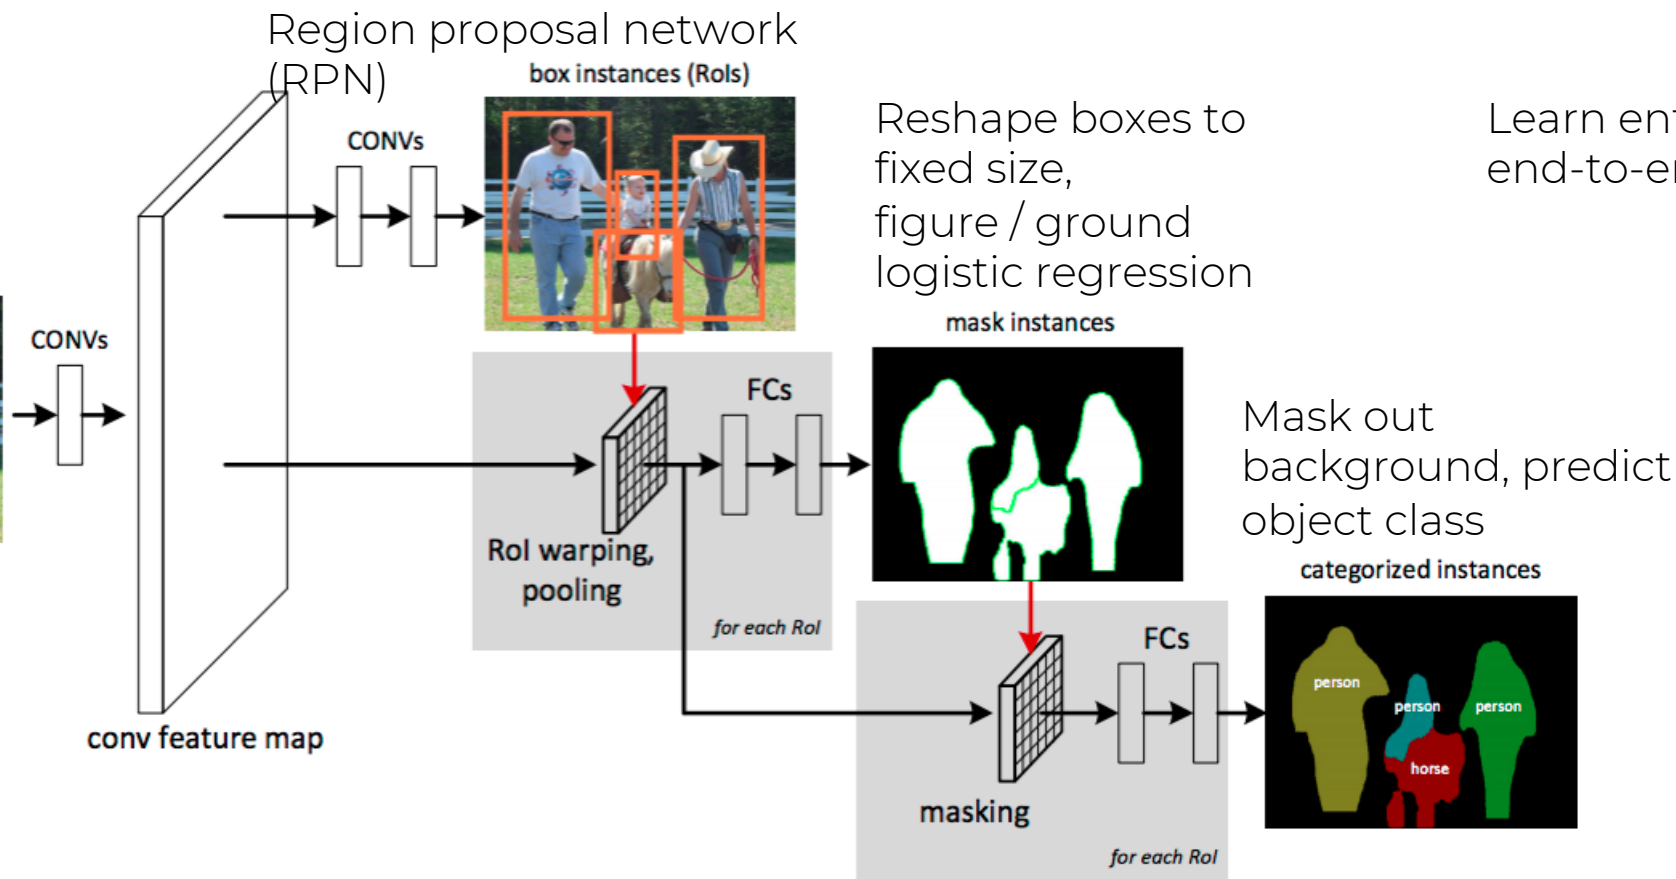 Region proposal network
(RPN)
box instances (RoIs)
CONVs
Reshape boxes to
fixed size,
figure / ground
logistic regression
Learn
end-to-
mask instances
CONVs
FCs
RoI warping,
pooling
for each RoI
Mask out
background, predict
object class
categorized instances
FCs
person
person
person
horse
conv feature map
masking
for each RoI